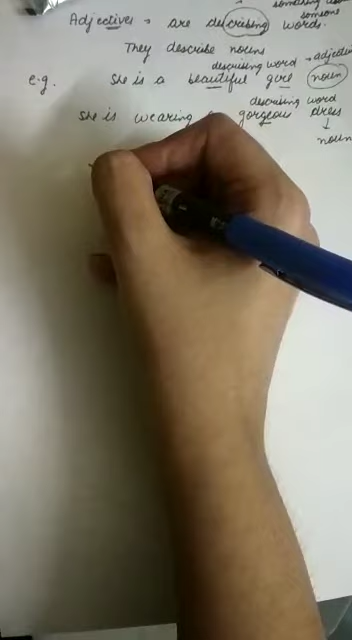 something
someone
Adjectives → are describing words.
They describe nouns
describing word → adjective
e.g. She is a beautiful girl noun
describing word
She is wearing a gorgeous dress
↓
noun